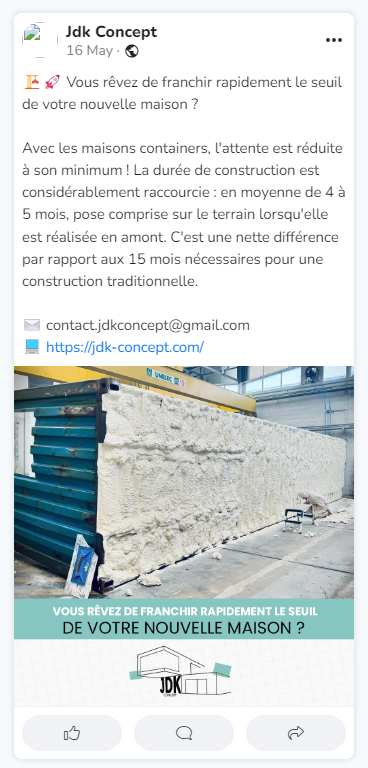 Jdk Concept
16 May ·
🏗️ 🚀 Vous rêvez de franchir rapidement le seuil
de votre nouvelle maison ?
Avec les maisons containers, l'attente est réduite
à son minimum ! La durée de construction est
considérablement raccourcie : en moyenne de 4 à
5 mois, pose comprise sur le terrain lorsqu'elle
est réalisée en amont. C'est une nette différence
par rapport aux 15 mois nécessaires pour une
construction traditionnelle.
✉️ contact.jdkconcept@gmail.com
💻 https://jdk-concept.com/
UNELEC
VOUS RÊVEZ DE FRANCHIR RAPIDEMENT LE SEUIL
DE VOTRE NOUVELLE MAISON ?
JDK
CONCEPT